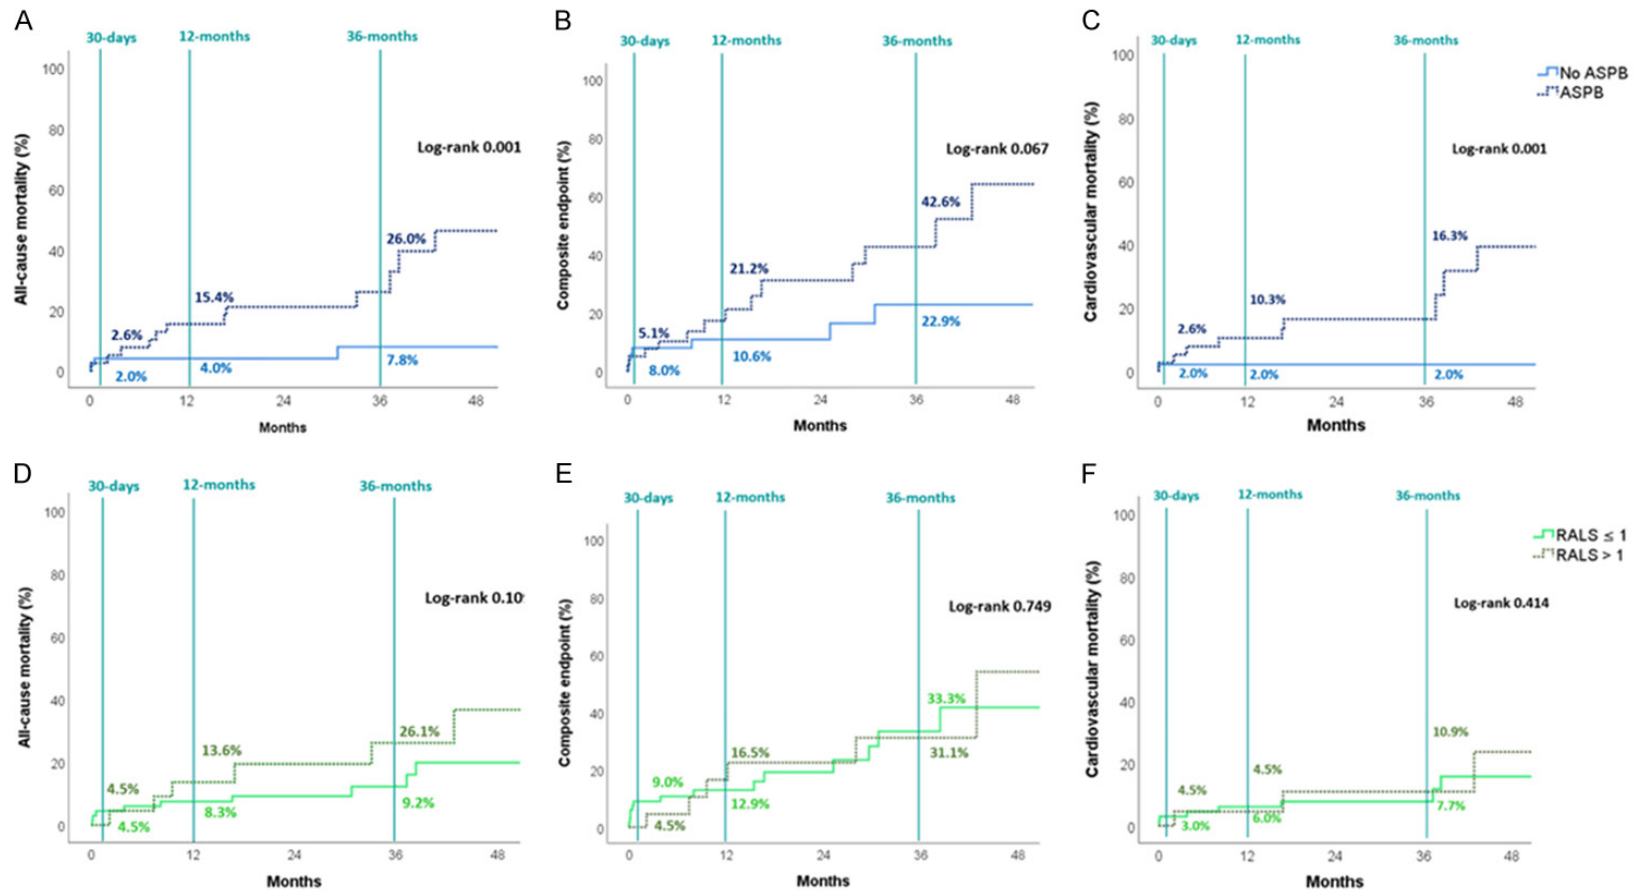 A
30-days
12-months
36-months
All-cause mortality (%)
100
80
60
40
20
0
Log-rank 0.001
2.6%
15.4%
26.0%
2.0%
4.0%
7.8%
0
12
24
36
48
Months
B
30-days
12-months
36-months
Composite endpoint (%)
100
80
60
40
20
0
Log-rank 0.067
5.1%
21.2%
42.6%
8.0%
10.6%
22.9%
0
12
24
36
48
Months
C
30-days
12-months
36-months
Cardiovascular mortality (%)
100
80
60
40
20
0
No ASPB
ASPB
Log-rank 0.001
2.6%
10.3%
16.3%
2.0%
2.0%
2.0%
0
12
24
36
48
Months
D
30-days
12-months
36-months
All-cause mortality (%)
100
80
60
40
20
0
Log-rank 0.10
4.5%
13.6%
26.1%
4.5%
8.3%
9.2%
0
12
24
36
48
Months
E
30-days
12-months
36-months
Composite endpoint (%)
100
80
60
40
20
0
Log-rank 0.749
9.0%
16.5%
33.3%
4.5%
12.9%
31.1%
0
12
24
36
48
Months
F
30-days
12-months
36-months
Cardiovascular mortality (%)
100
80
60
40
20
0
RALS ≤ 1
RALS > 1
Log-rank 0.414
4.5%
4.5%
10.9%
3.0%
6.0%
7.7%
0
12
24
36
48
Months